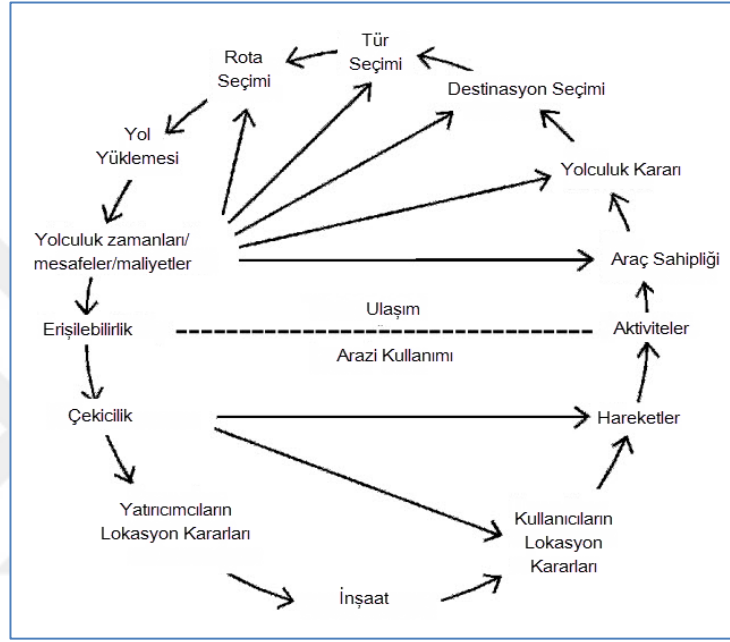 Tür
Seçimi
Rota
Seçimi
Destinasyon Seçimi
Yol
Yüklemesi
Yolculuk Kararı
Yolculuk zamanları/
mesafeler/maliyetler
Araç Sahipliği
Ulaşım
Erişilebilirlik
Aktiviteler
Arazi Kullanımı
Çekicilik
Hareketler
Yatırıcımcıların
Lokasyon Kararları
Kullanıcıların
Lokasyon
Kararları
İnşaat